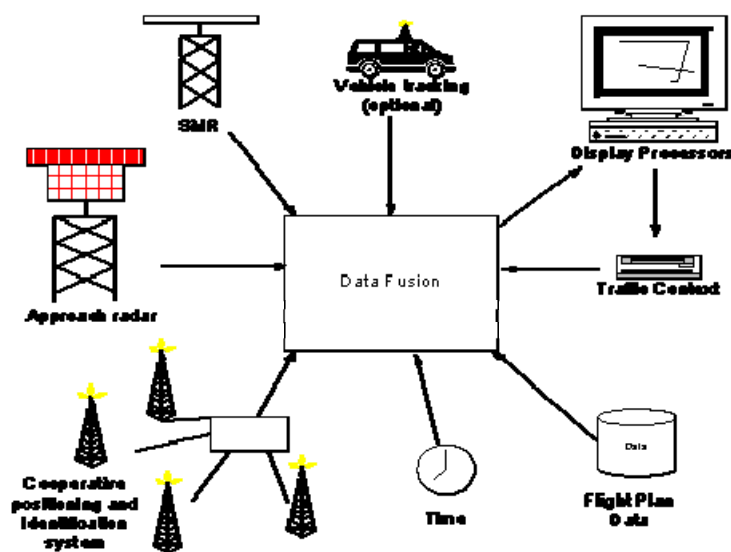 SMR
Vehicle tracking
(optional)
Display Processors
Data Fusion
Approach radar
Traffic Context
Cooperative
positioning and
identification
system
Time
Data
Flight Plan
Data